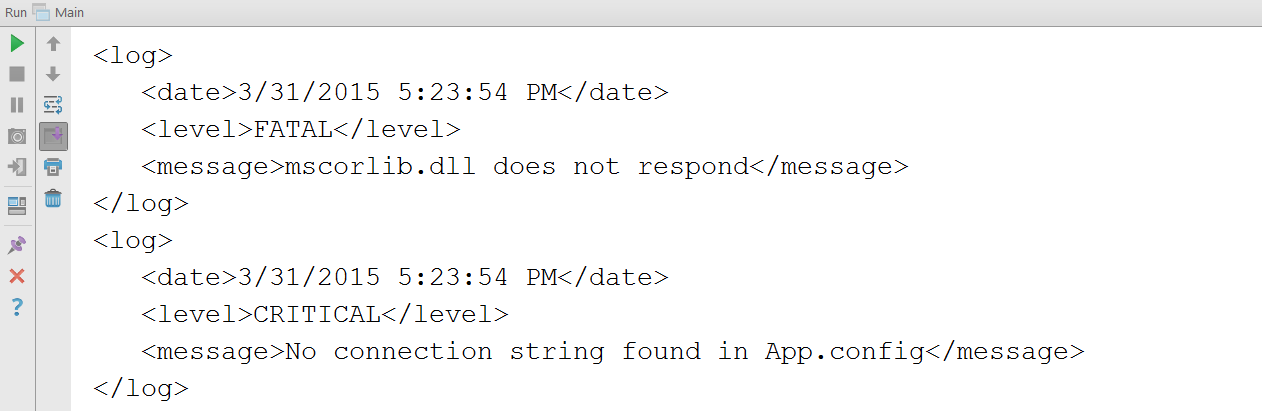 Run Main
<log>
   <date>3/31/2015 5:23:54 PM</date>
   <level>FATAL</level>
   <message>mscorlib.dll does not respond</message>
</log>
<log>
   <date>3/31/2015 5:23:54 PM</date>
   <level>CRITICAL</level>
   <message>No connection string found in App.config</message>
</log>